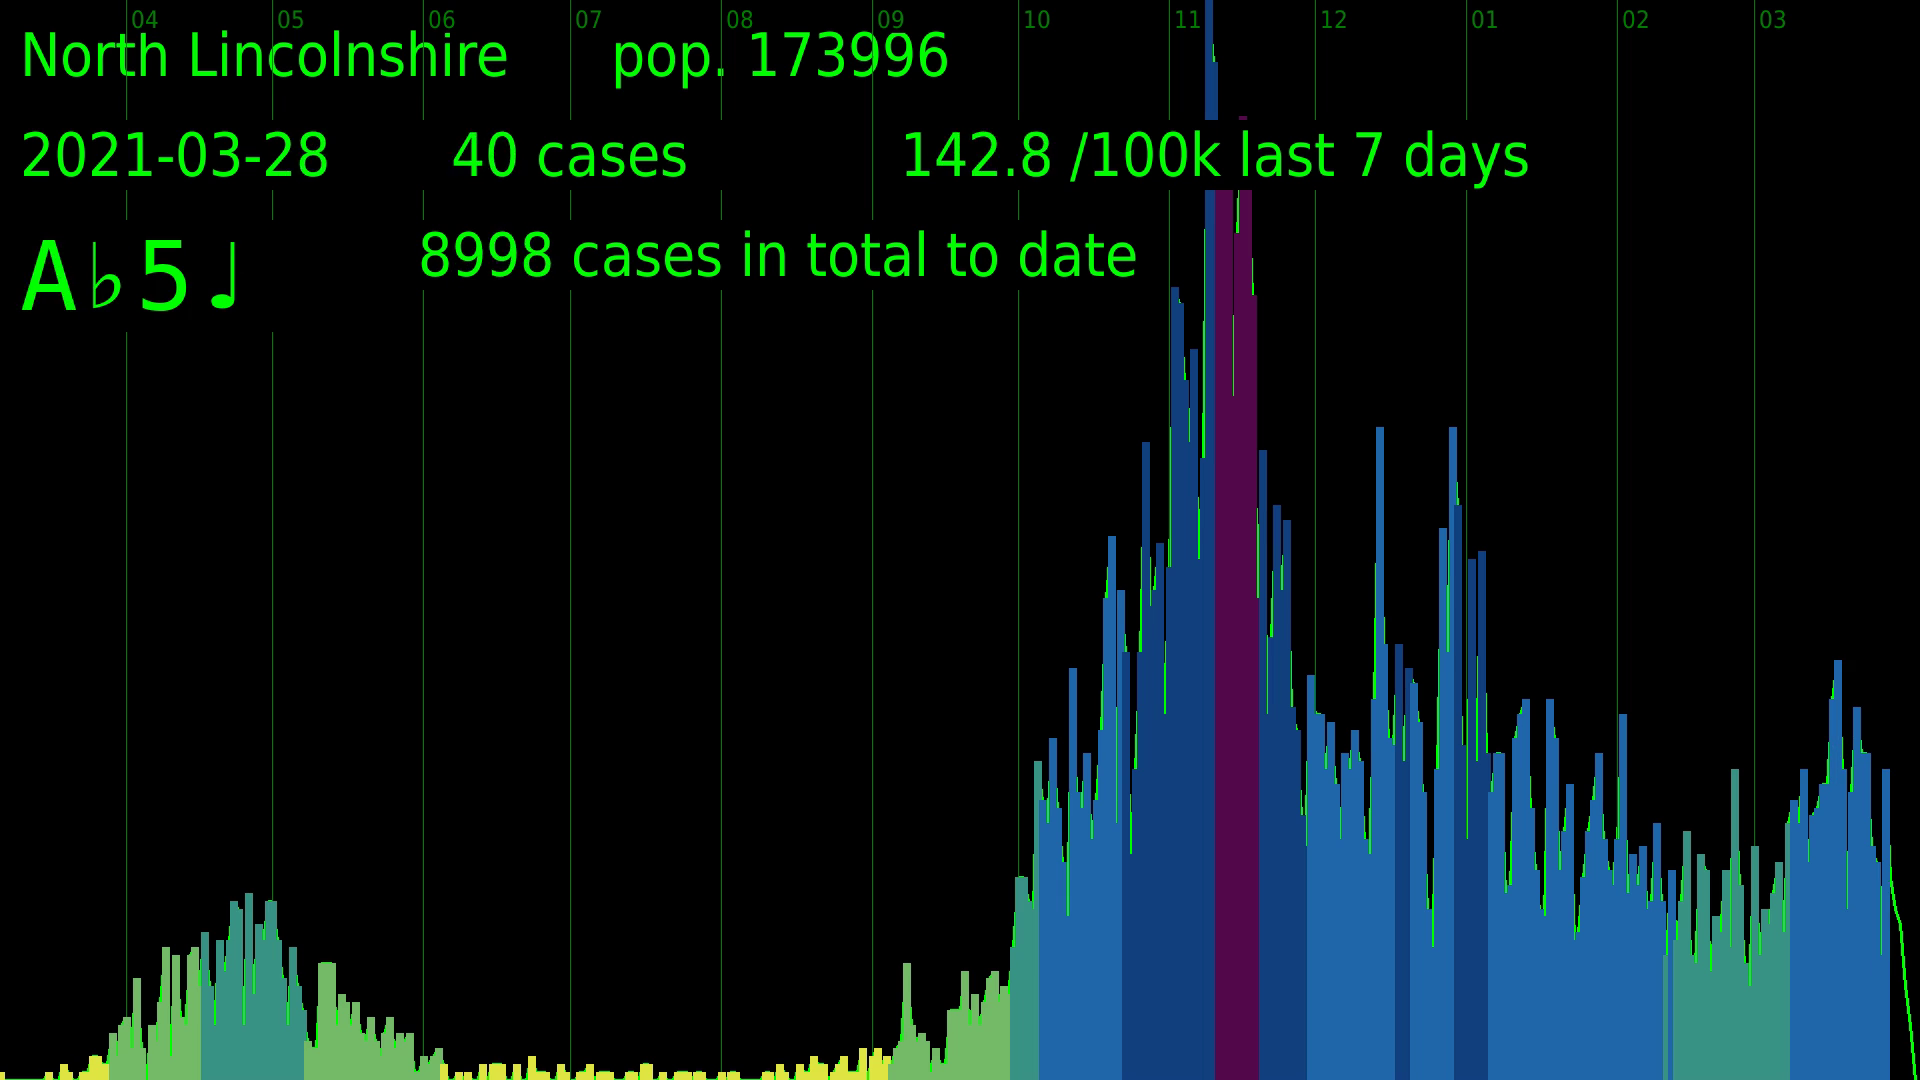 04 05 06 07 08 09 10 11 12 01 02 03
North Lincolnshire pop. 173996
2021-03-28 40 cases 142.8 /100k last 7 days
A♭5♩ 8998 cases in total to date